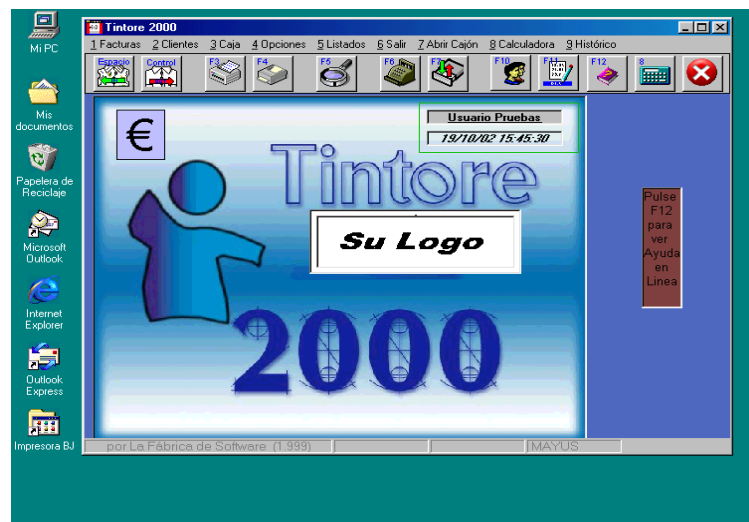 Tintore 2000
Mi PC
1 Facturas 2 Clientes 3 Caja 4 Opciones 5 Listados 6 Salir 7 Abrir Cajón 8 Calculadora 9 Histórico
Espacio Control F3 F4 F5 F6 F7 F10 F11 F12 8
Mis
documentos
Papelera de
Reciclaje
Microsoft
Outlook
Internet
Explorer
Outlook
Express
Impresora BJ
€
Usuario Pruebas
19/10/02 15:45:30
Tintore
Su Logo
2000
Pulse
F12
para
ver
Ayuda
en
Linea
por La Fábrica de Software (1.999)
MAYUS